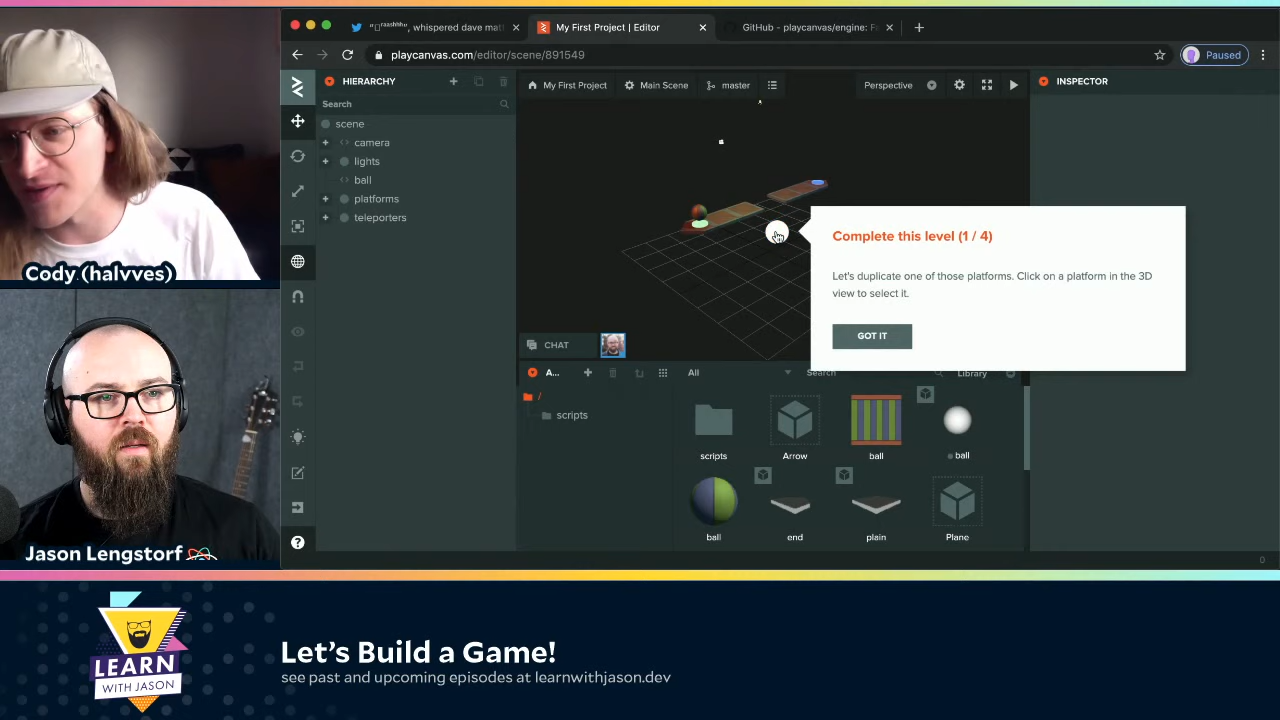 ", whispered dave mat
My First Project | Editor
GitHub - playcanvas/engine: Fa
playcanvas.com/editor/scene/891549
Paused
HIERARCHY
My First Project
Main Scene
master
Perspective
INSPECTOR
Search
scene
camera
lights
ball
platforms
teleporters
Complete this level (1 / 4)
Let's duplicate one of those platforms. Click on a platform in the 3D
view to select it.
GOT IT
Cody (halvves)
CHAT
A...
All
Search
Library
/
scripts
scripts
Arrow
ball
ball
ball
end
plain
Plane
Jason Lengstorf
?
0
LEARN
WITH JASON
Let's Build a Game!
see past and upcoming episodes at learnwithjason.dev